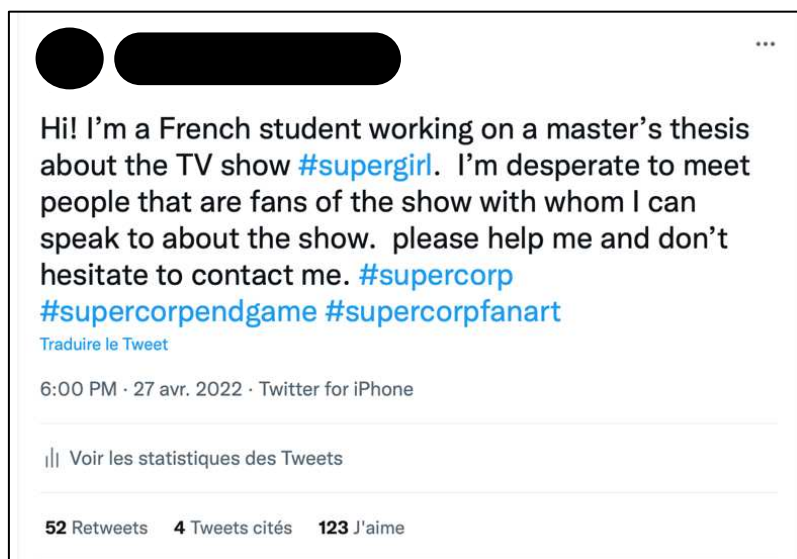 Hi! I’m a French student working on a master’s thesis
about the TV show #supergirl.  I’m desperate to meet
people that are fans of the show with whom I can
speak to about the show.  please help me and don’t
hesitate to contact me. #supercorp
#supercorpendgame #supercorpfanart
Traduire le Tweet
6:00 PM · 27 avr. 2022 · Twitter for iPhone
Voir les statistiques des Tweets
52 Retweets 4 Tweets cités 123 J'aime